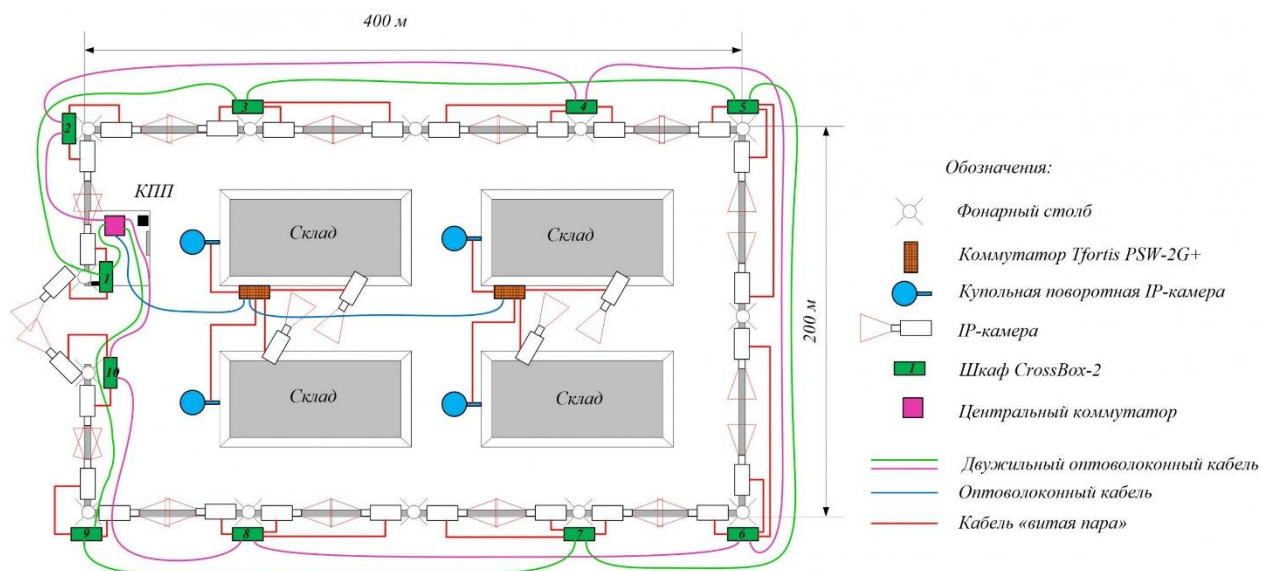 400 м
3
4
5
2
КПП
Склад
Склад
1
200 м
10
Склад
Склад
9
8
7
6
Обозначения:
Фонарный столб
Коммутатор Tfortis PSW-2G+
Купольная поворотная IP-камера
IP-камера
1
Шкаф CrossBox-2
Центральный коммутатор
Двужильный оптоволоконный кабель
Оптоволоконный кабель
Кабель «витая пара»